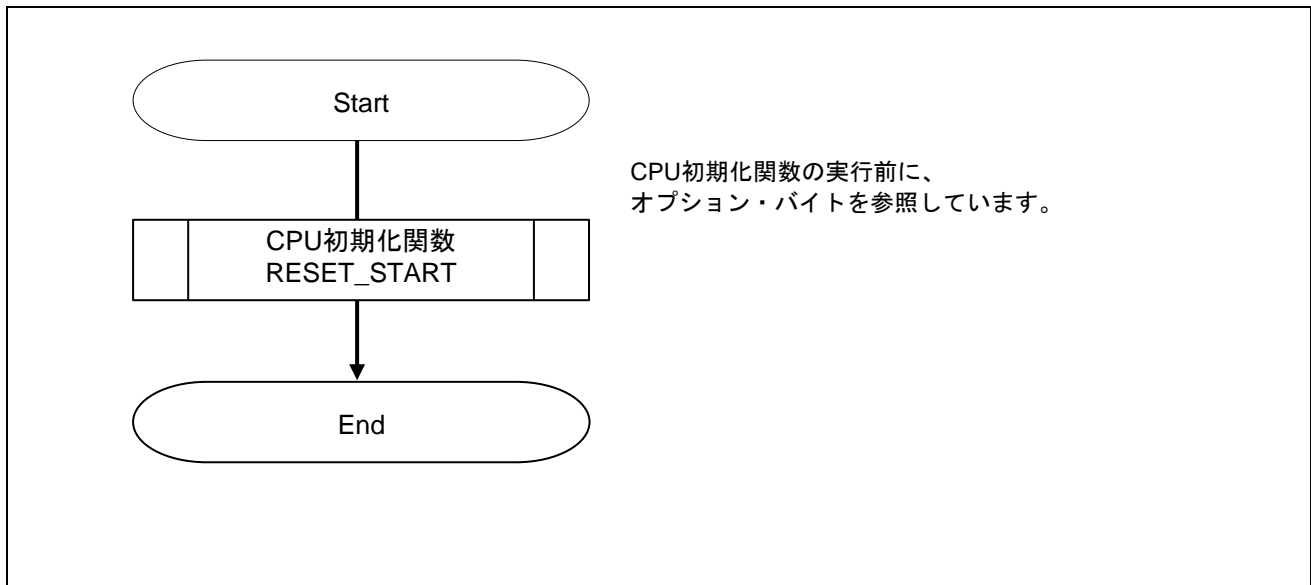 Start
CPU初期化関数の実行前に、
オプション・バイトを参照しています。
CPU初期化関数
RESET_START
End